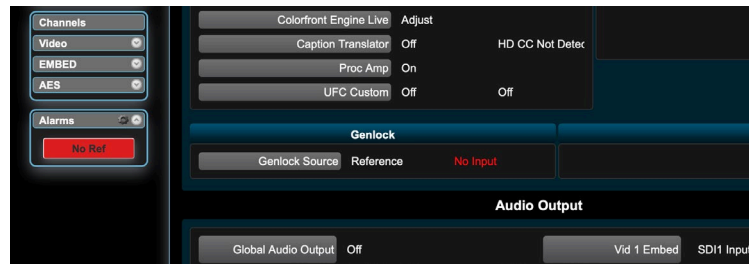 Channels
Video
EMBED
AES
Alarms
No Ref
Colorfront Engine Live Adjust
Caption Translator Off HD CC Not Detec
Proc Amp On
UFC Custom Off Off
Genlock
Genlock Source Reference No Input
Audio Output
Global Audio Output Off Vid 1 Embed SDI1 Input